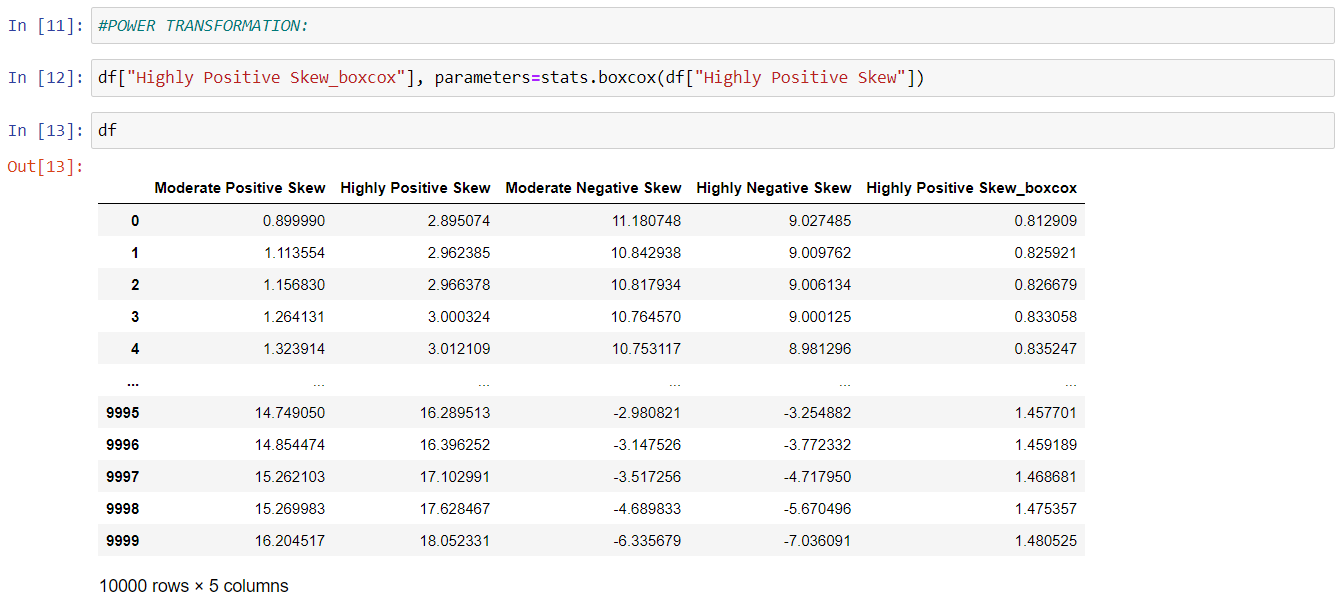 In [11]: #POWER TRANSFORMATION:
In [12]: df["Highly Positive Skew_boxcox"], parameters=stats.boxcox(df["Highly Positive Skew"])
In [13]: df
Out[13]:
Moderate Positive Skew Highly Positive Skew Moderate Negative Skew Highly Negative Skew Highly Positive Skew_boxcox
0 0.899990 2.895074 11.180748 9.027485 0.812909
1 1.113554 2.962385 10.842938 9.009762 0.825921
2 1.156830 2.966378 10.817934 9.006134 0.826679
3 1.264131 3.000324 10.764570 9.000125 0.833058
4 1.323914 3.012109 10.753117 8.981296 0.835247
... ... ... ... ... ...
9995 14.749050 16.289513 -2.980821 -3.254882 1.457701
9996 14.854474 16.396252 -3.147526 -3.772332 1.459189
9997 15.262103 17.102991 -3.517256 -4.717950 1.468681
9998 15.269983 17.628467 -4.689833 -5.670496 1.475357
9999 16.204517 18.052331 -6.335679 -7.036091 1.480525
10000 rows × 5 columns